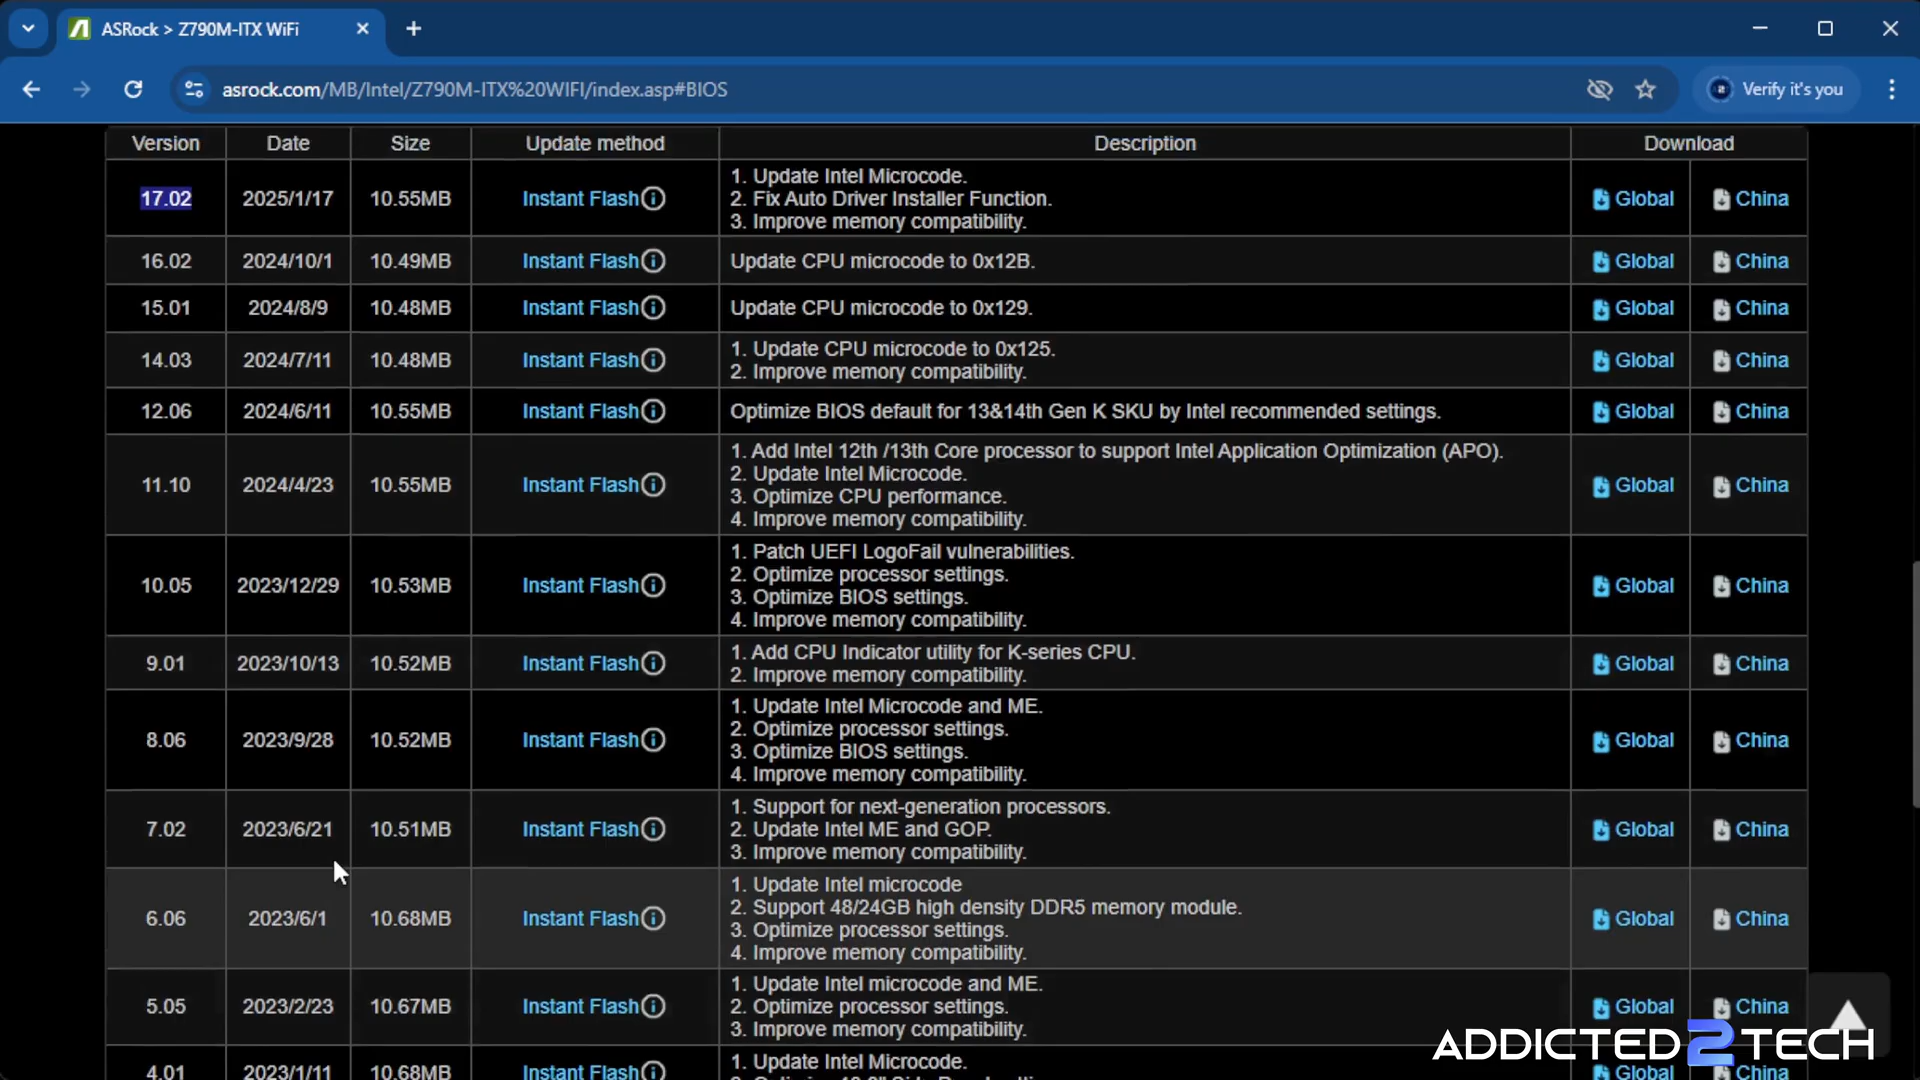 ASRock > Z790M-ITX WiFi
asrock.com/MB/Intel/Z790M-ITX%20WIFI/index.asp#BIOS
Verify it's you
Version Date Size Update method Description Download
17.02 2025/1/17 10.55MB Instant Flash 1. Update Intel Microcode.
2. Fix Auto Driver Installer Function.
3. Improve memory compatibility. Global China
16.02 2024/10/1 10.49MB Instant Flash Update CPU microcode to 0x12B. Global China
15.01 2024/8/9 10.48MB Instant Flash Update CPU microcode to 0x129. Global China
14.03 2024/7/11 10.48MB Instant Flash 1. Update CPU microcode to 0x125.
2. Improve memory compatibility. Global China
12.06 2024/6/11 10.55MB Instant Flash Optimize BIOS default for 13&14th Gen K SKU by Intel recommended settings. Global China
11.10 2024/4/23 10.55MB Instant Flash 1. Add Intel 12th /13th Core processor to support Intel Application Optimization (APO).
2. Update Intel Microcode.
3. Optimize CPU performance.
4. Improve memory compatibility. Global China
10.05 2023/12/29 10.53MB Instant Flash 1. Patch UEFI LogoFail vulnerabilities.
2. Optimize processor settings.
3. Optimize BIOS settings.
4. Improve memory compatibility. Global China
9.01 2023/10/13 10.52MB Instant Flash 1. Add CPU Indicator utility for K-series CPU.
2. Improve memory compatibility. Global China
8.06 2023/9/28 10.52MB Instant Flash 1. Update Intel Microcode and ME.
2. Optimize processor settings.
3. Optimize BIOS settings.
4. Improve memory compatibility. Global China
7.02 2023/6/21 10.51MB Instant Flash 1. Support for next-generation processors.
2. Update Intel ME and GOP.
3. Improve memory compatibility. Global China
6.06 2023/6/1 10.68MB Instant Flash 1. Update Intel microcode
2. Support 48/24GB high density DDR5 memory module.
3. Optimize processor settings.
4. Improve memory compatibility. Global China
5.05 2023/2/23 10.67MB Instant Flash 1. Update Intel microcode and ME.
2. Optimize processor settings.
3. Improve memory compatibility. Global China
4.01 2023/1/11 10.68MB Instant Flash 1. Update Intel Microcode. Global China
ADDICTED2TECH